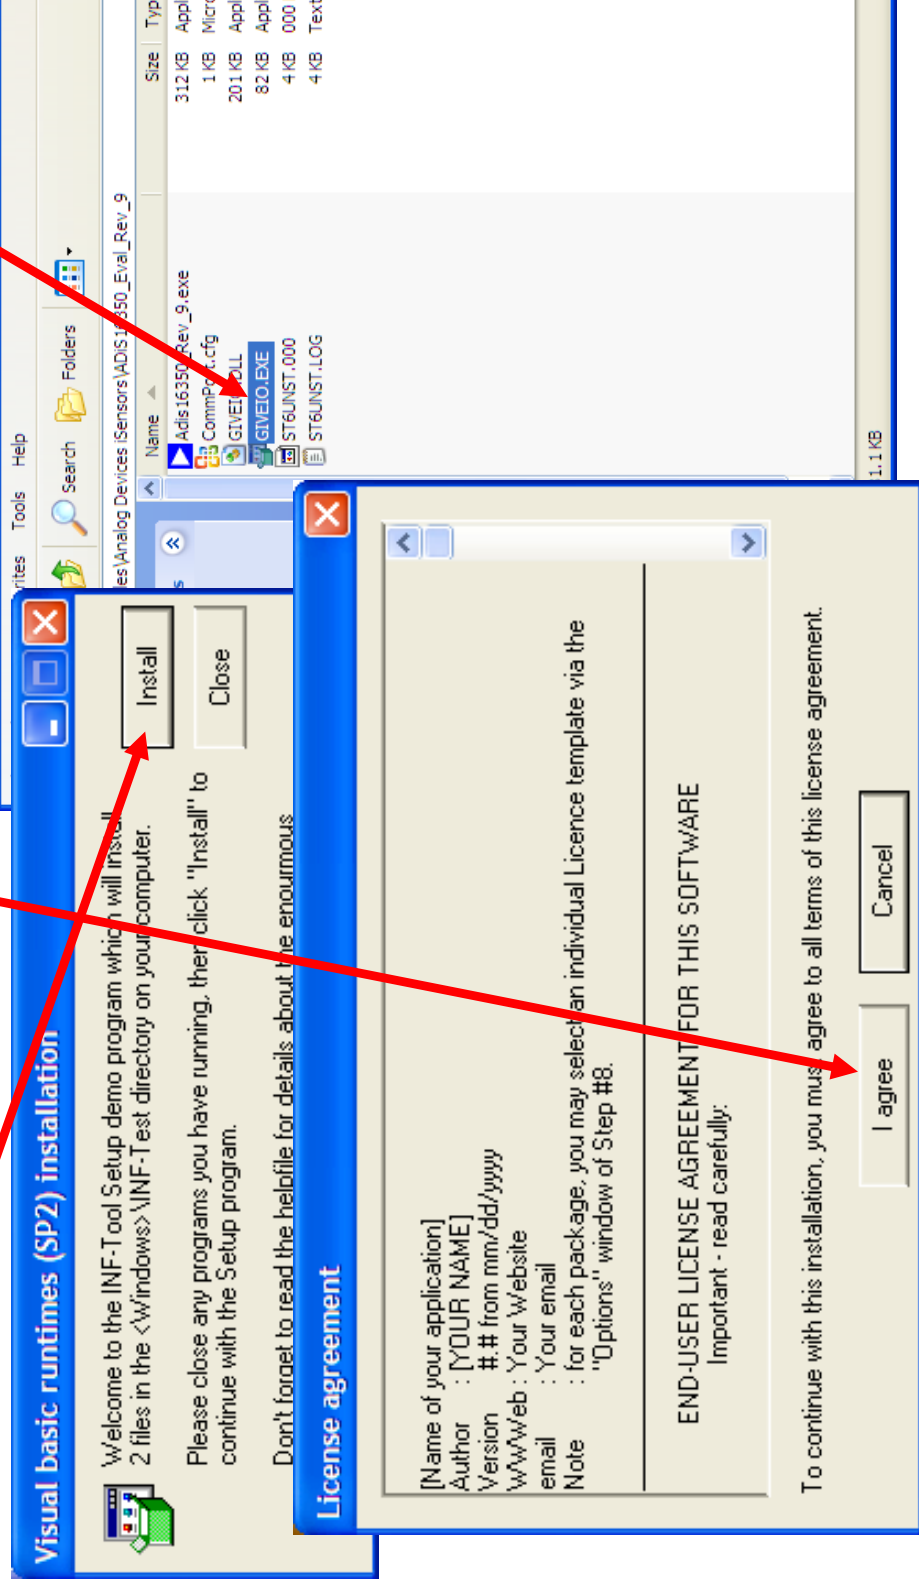 rites Tools Help
Search Folders
es\Analog Devices iSensors\ADiS16350_Eval_Rev_9
Name Size Typ
Adis16350_Rev_9.exe 312 KB Appl
CommPort.cfg 1 KB Micro
GIVEIO.DLL 201 KB Appl
GIVEIO.EXE 82 KB Appl
ST6UNST.000 4 KB 000
ST6UNST.LOG 4 KB Text
s
1.1 KB
Visual basic runtimes (SP2) installation
Welcome to the INF-Tool Setup demo program which will install
2 files in the <Windows>\INF-Test directory on your computer.
Please close any programs you have running, then click "Install" to
continue with the Setup program.
Don't forget to read the helpfile for details about the enourmous
Install
Close
License agreement
[Name of your application]
Author : [YOUR NAME]
Version #.# from mm/dd/yyyy
WWWeb : Your Website
email : Your email
Note : for each package, you may select an individual Licence template via the
"Options" window of Step #8.
END-USER LICENSE AGREEMENT FOR THIS SOFTWARE
Important - read carefully:
To continue with this installation, you must agree to all terms of this license agreement.
I agree Cancel